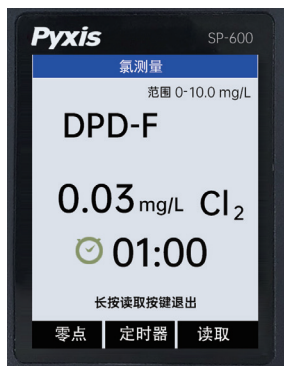 Pyxis SP-600
氯测量
范围 0-10.0 mg/L
DPD-F
0.03 mg/L Cl₂
01:00
长按读取按键退出
零点 定时器 读取